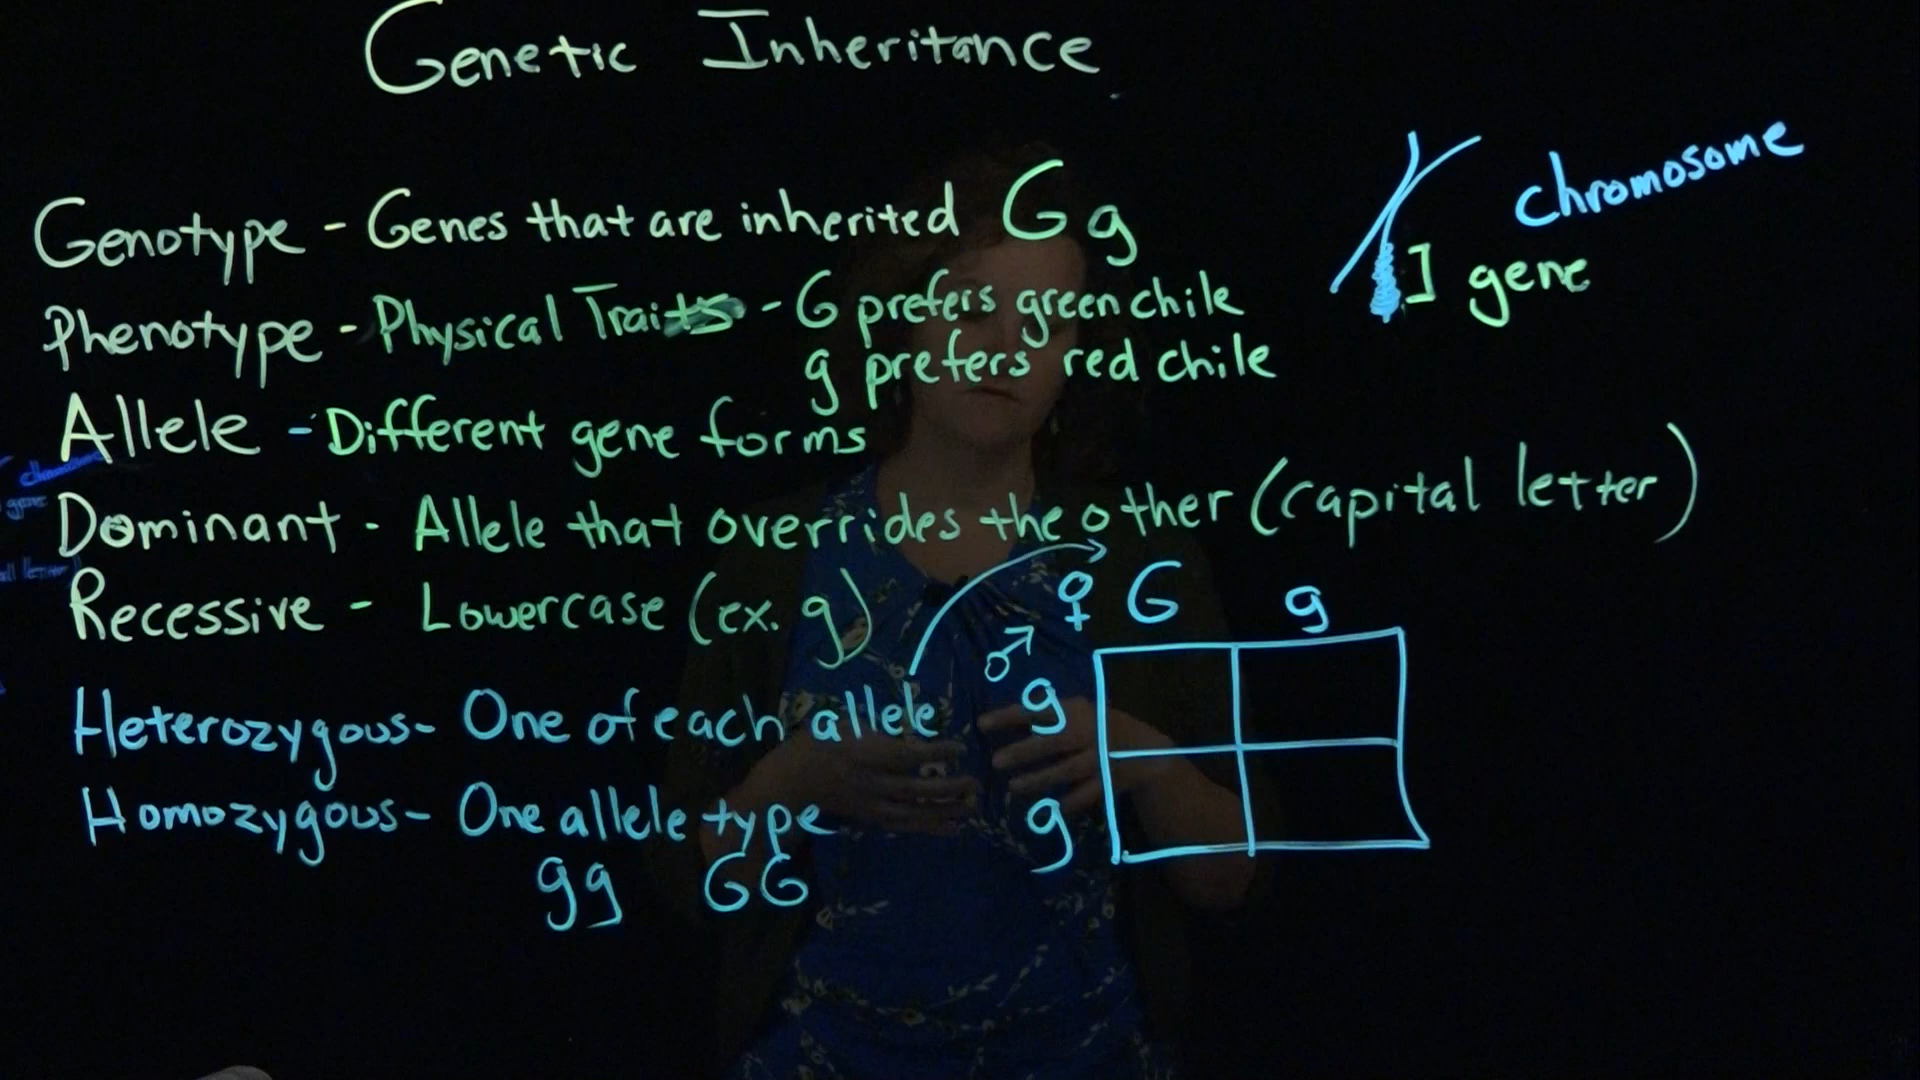 Genetic Inheritance
Genotype - Genes that are inherited G g
Phenotype - Physical Traits - G prefers green chile
g prefers red chile
Allele - Different gene forms
Dominant - Allele that overrides the other (capital letter)
Recessive - Lowercase (ex. g)
Heterozygous - One of each allele
Homozygous - One allele type
gg GG
chromosome
gene
♀ G g
♂
g
g
gene